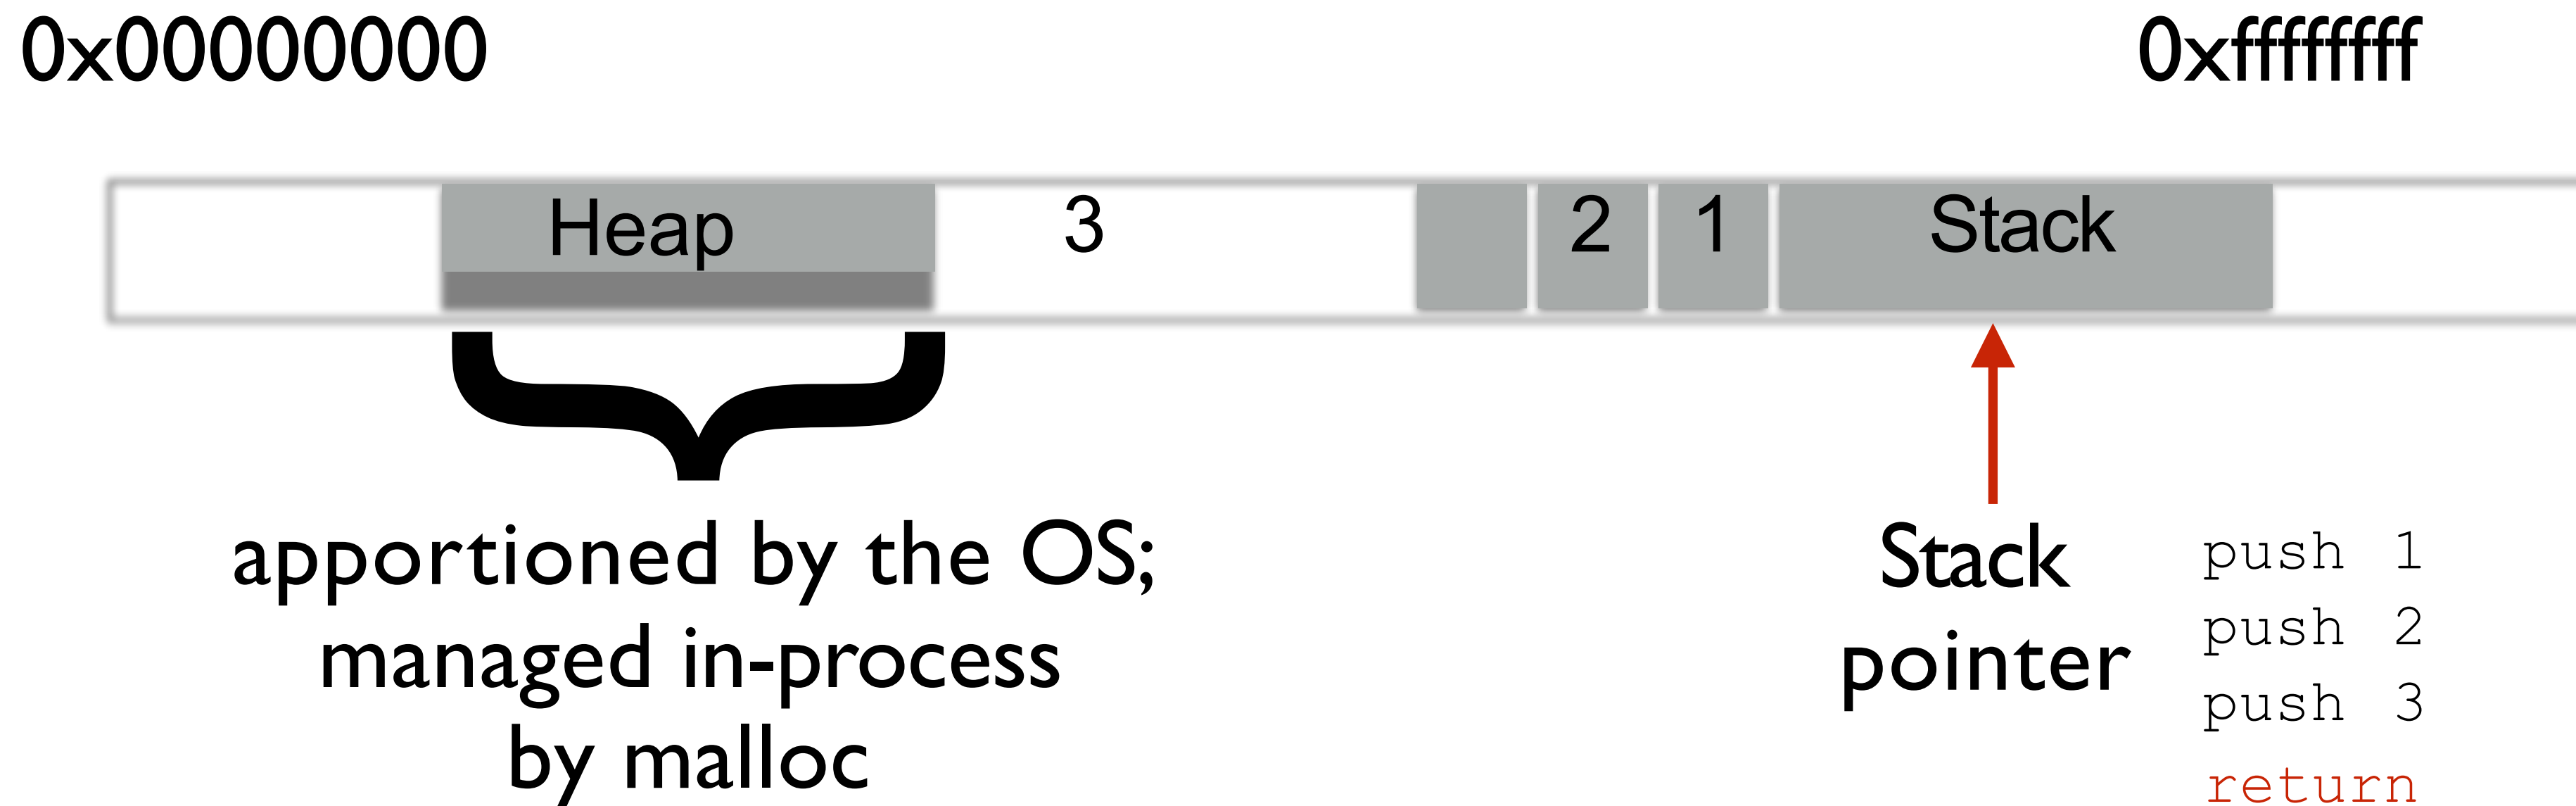 0x00000000
0xffffffff
Heap
3
2
1
Stack
apportioned by the OS;
managed in-process
by malloc
Stack
pointer
push 1
push 2
push 3
return